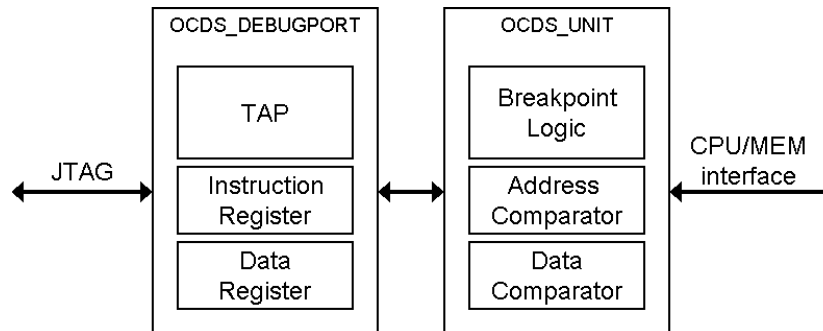 OCDS_DEBUGPORT
OCDS_UNIT
TAP
Breakpoint
Logic
JTAG
Instruction
Register
Address
Comparator
CPU/MEM
interface
Data
Register
Data
Comparator